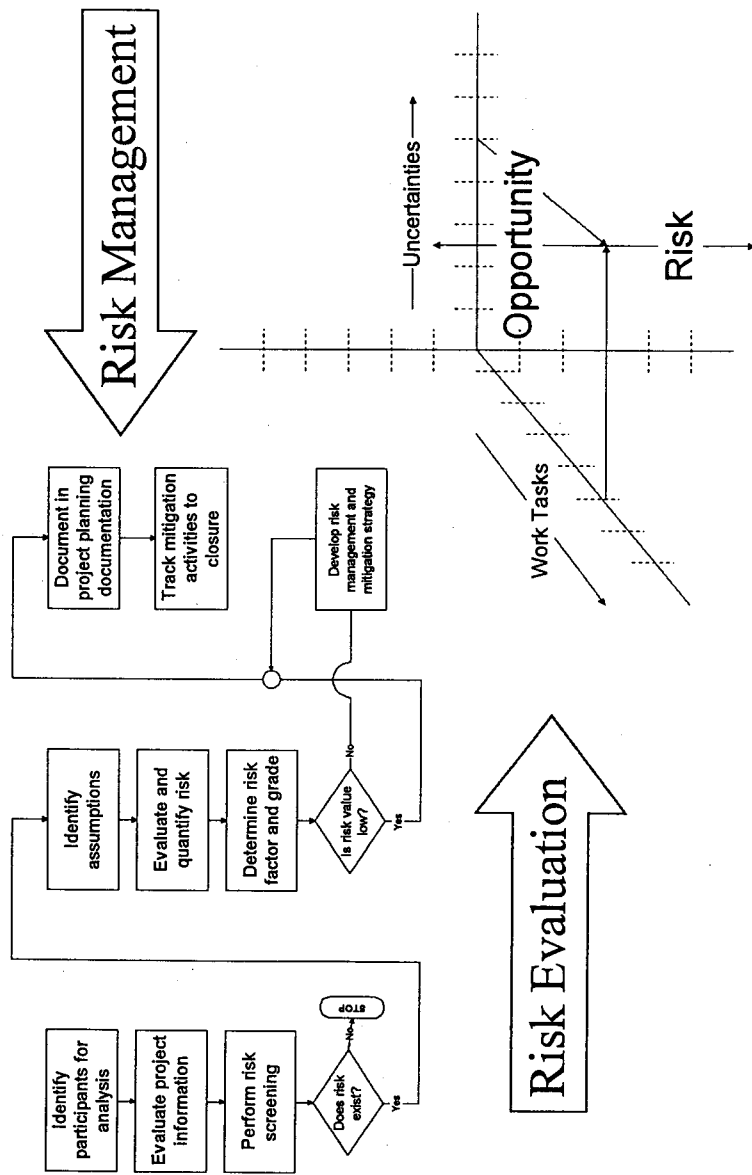 Identify
participants for
analysis
Evaluate project
information
Perform risk
screening
Does risk
exist?
No
STOP
Yes
Identify
assumptions
Evaluate and
quantify risk
Determine risk
factor and grade
Is risk value
low?
No
Yes
Develop risk
management and
mitigation strategy
Document in
project planning
documentation
Track mitigation
activities to
closure
Risk Management
Risk Evaluation
Uncertainties
Opportunity
Risk
Work Tasks